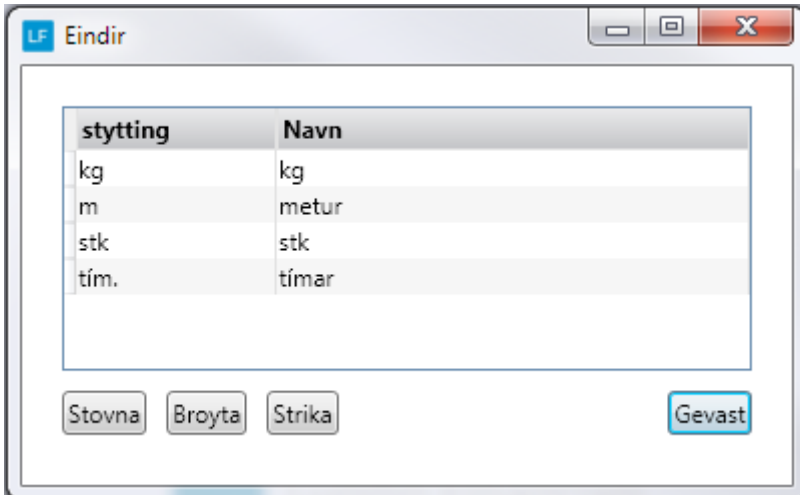 LF Eindir
stytting Navn
kg kg
m metur
stk stk
tím. tímar
Stovna Broyta Strika Gevast